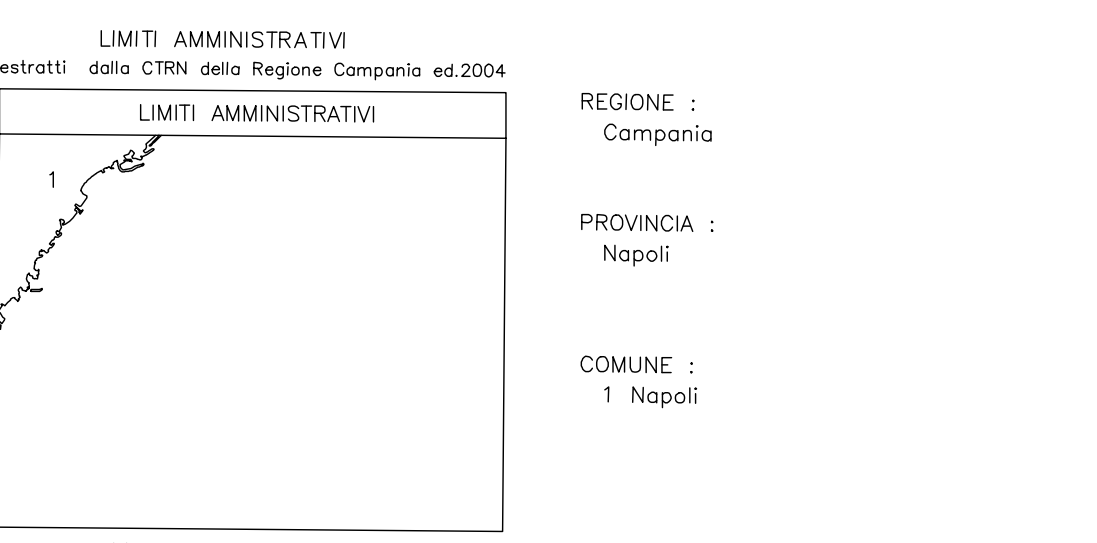 LIMITI AMMINISTRATIVI
estratti dalla CTRN della Regione Campania ed.2004
LIMITI AMMINISTRATIVI
1
REGIONE :
Campania
PROVINCIA :
Napoli
COMUNE :
1 Napoli